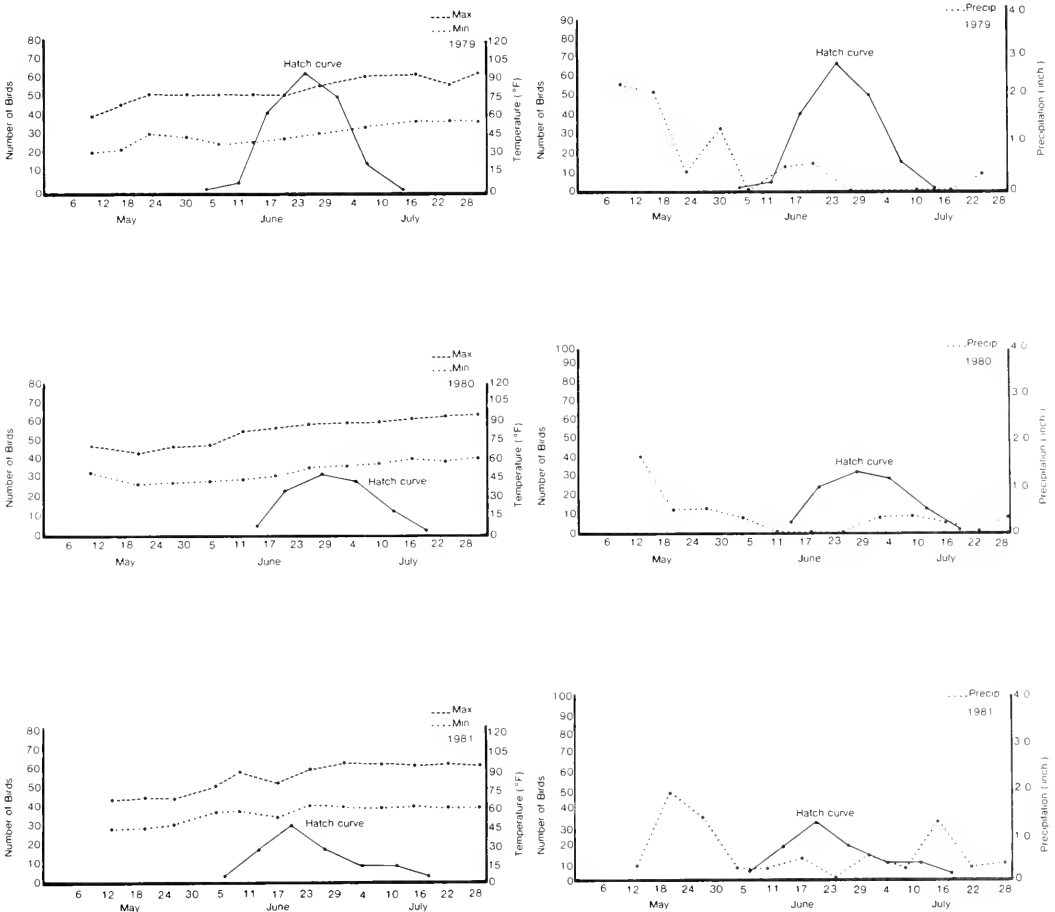 ---- Max
.... Min
1979
Number of Birds
80
70
60
50
40
30
20
10
0
Hatch curve
120
105
90
75
60
45
30
15
0
Temperature (°F)
6 12 18 24 30 5 11 17 23 29 4 10 16 22 28
May June July
.... Precip
1979
Number of Birds
90
80
70
60
50
40
30
20
10
0
Hatch curve
4 0
3 0
2 0
1 0
0
Precipitation (inch)
6 12 18 24 30 5 11 17 23 29 4 10 16 22 28
May June July
---- Max
.... Min
1980
Number of Birds
80
70
60
50
40
30
20
10
0
Hatch curve
120
105
90
75
60
45
30
15
0
Temperature (°F)
6 12 18 24 30 5 11 17 23 29 4 10 16 22 28
May June July
.... Precip
1980
Number of Birds
100
90
80
70
60
50
40
30
20
10
0
Hatch curve
4 0
3 0
2 0
1 0
0
Precipitation (inch)
6 12 18 24 30 5 11 17 23 29 4 10 16 22 28
May June July
---- Max
.... Min
1981
Number of Birds
80
70
60
50
40
30
20
10
0
Hatch curve
120
105
90
75
60
45
30
15
0
Temperature (°F)
6 12 18 24 30 5 11 17 23 29 4 10 16 22 28
May June July
.... Precip
1981
Number of Birds
100
90
80
70
60
50
40
30
20
10
0
Hatch curve
4 0
3 0
2 0
1 0
0
Precipitation (inch)
6 12 18 24 30 5 11 17 23 29 4 10 16 22 28
May June July